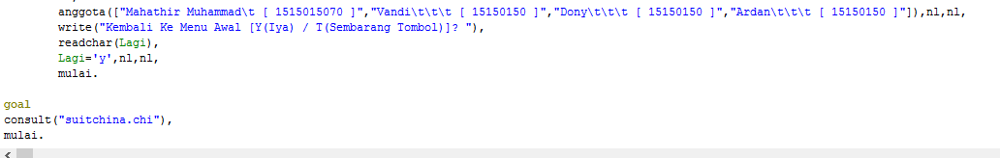 anggota(["Mahathir Muhammad\t [ 1515015070 ]","Vandi\t\t\t [ 15150150 ]","Dony\t\t\t [ 15150150 ]","Ardan\t\t\t [ 15150150 ]"]),nl,nl,
write("Kembali Ke Menu Awal [Y(Iya) / T(Sembarang Tombol)]? "),
readchar(Lagi),
Lagi='y',nl,nl,
mulai.
goal
consult("suitchina.chi"),
mulai.